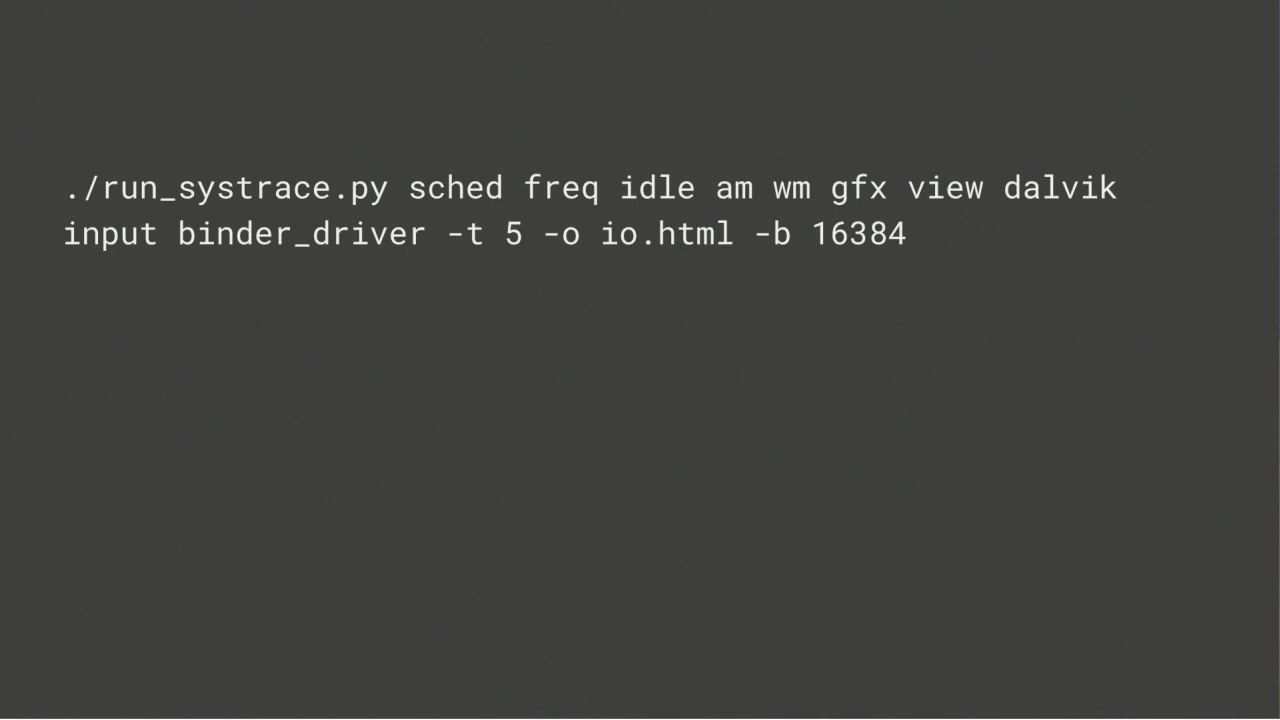 ./run_systrace.py sched freq idle am wm gfx view dalvik
input binder_driver -t 5 -o io.html -b 16384